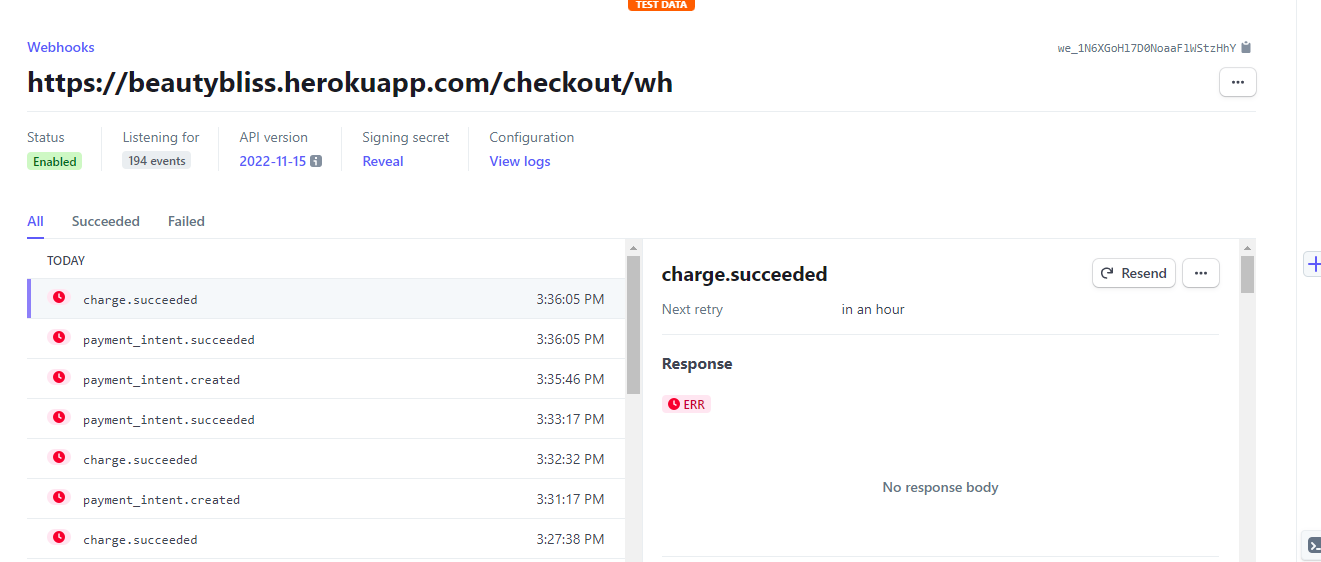 TEST DATA
Webhooks
we_1N6XGoHl7D0NoaaFlWStzHhY
https://beautybliss.herokuapp.com/checkout/wh
Status
Listening for
API version
Signing secret
Configuration
Enabled
194 events
2022-11-15
Reveal
View logs
All
Succeeded
Failed
TODAY
charge.succeeded 3:36:05 PM
payment_intent.succeeded 3:36:05 PM
payment_intent.created 3:35:46 PM
payment_intent.succeeded 3:33:17 PM
charge.succeeded 3:32:32 PM
payment_intent.created 3:31:17 PM
charge.succeeded 3:27:38 PM
charge.succeeded
Resend
Next retry in an hour
Response
ERR
No response body